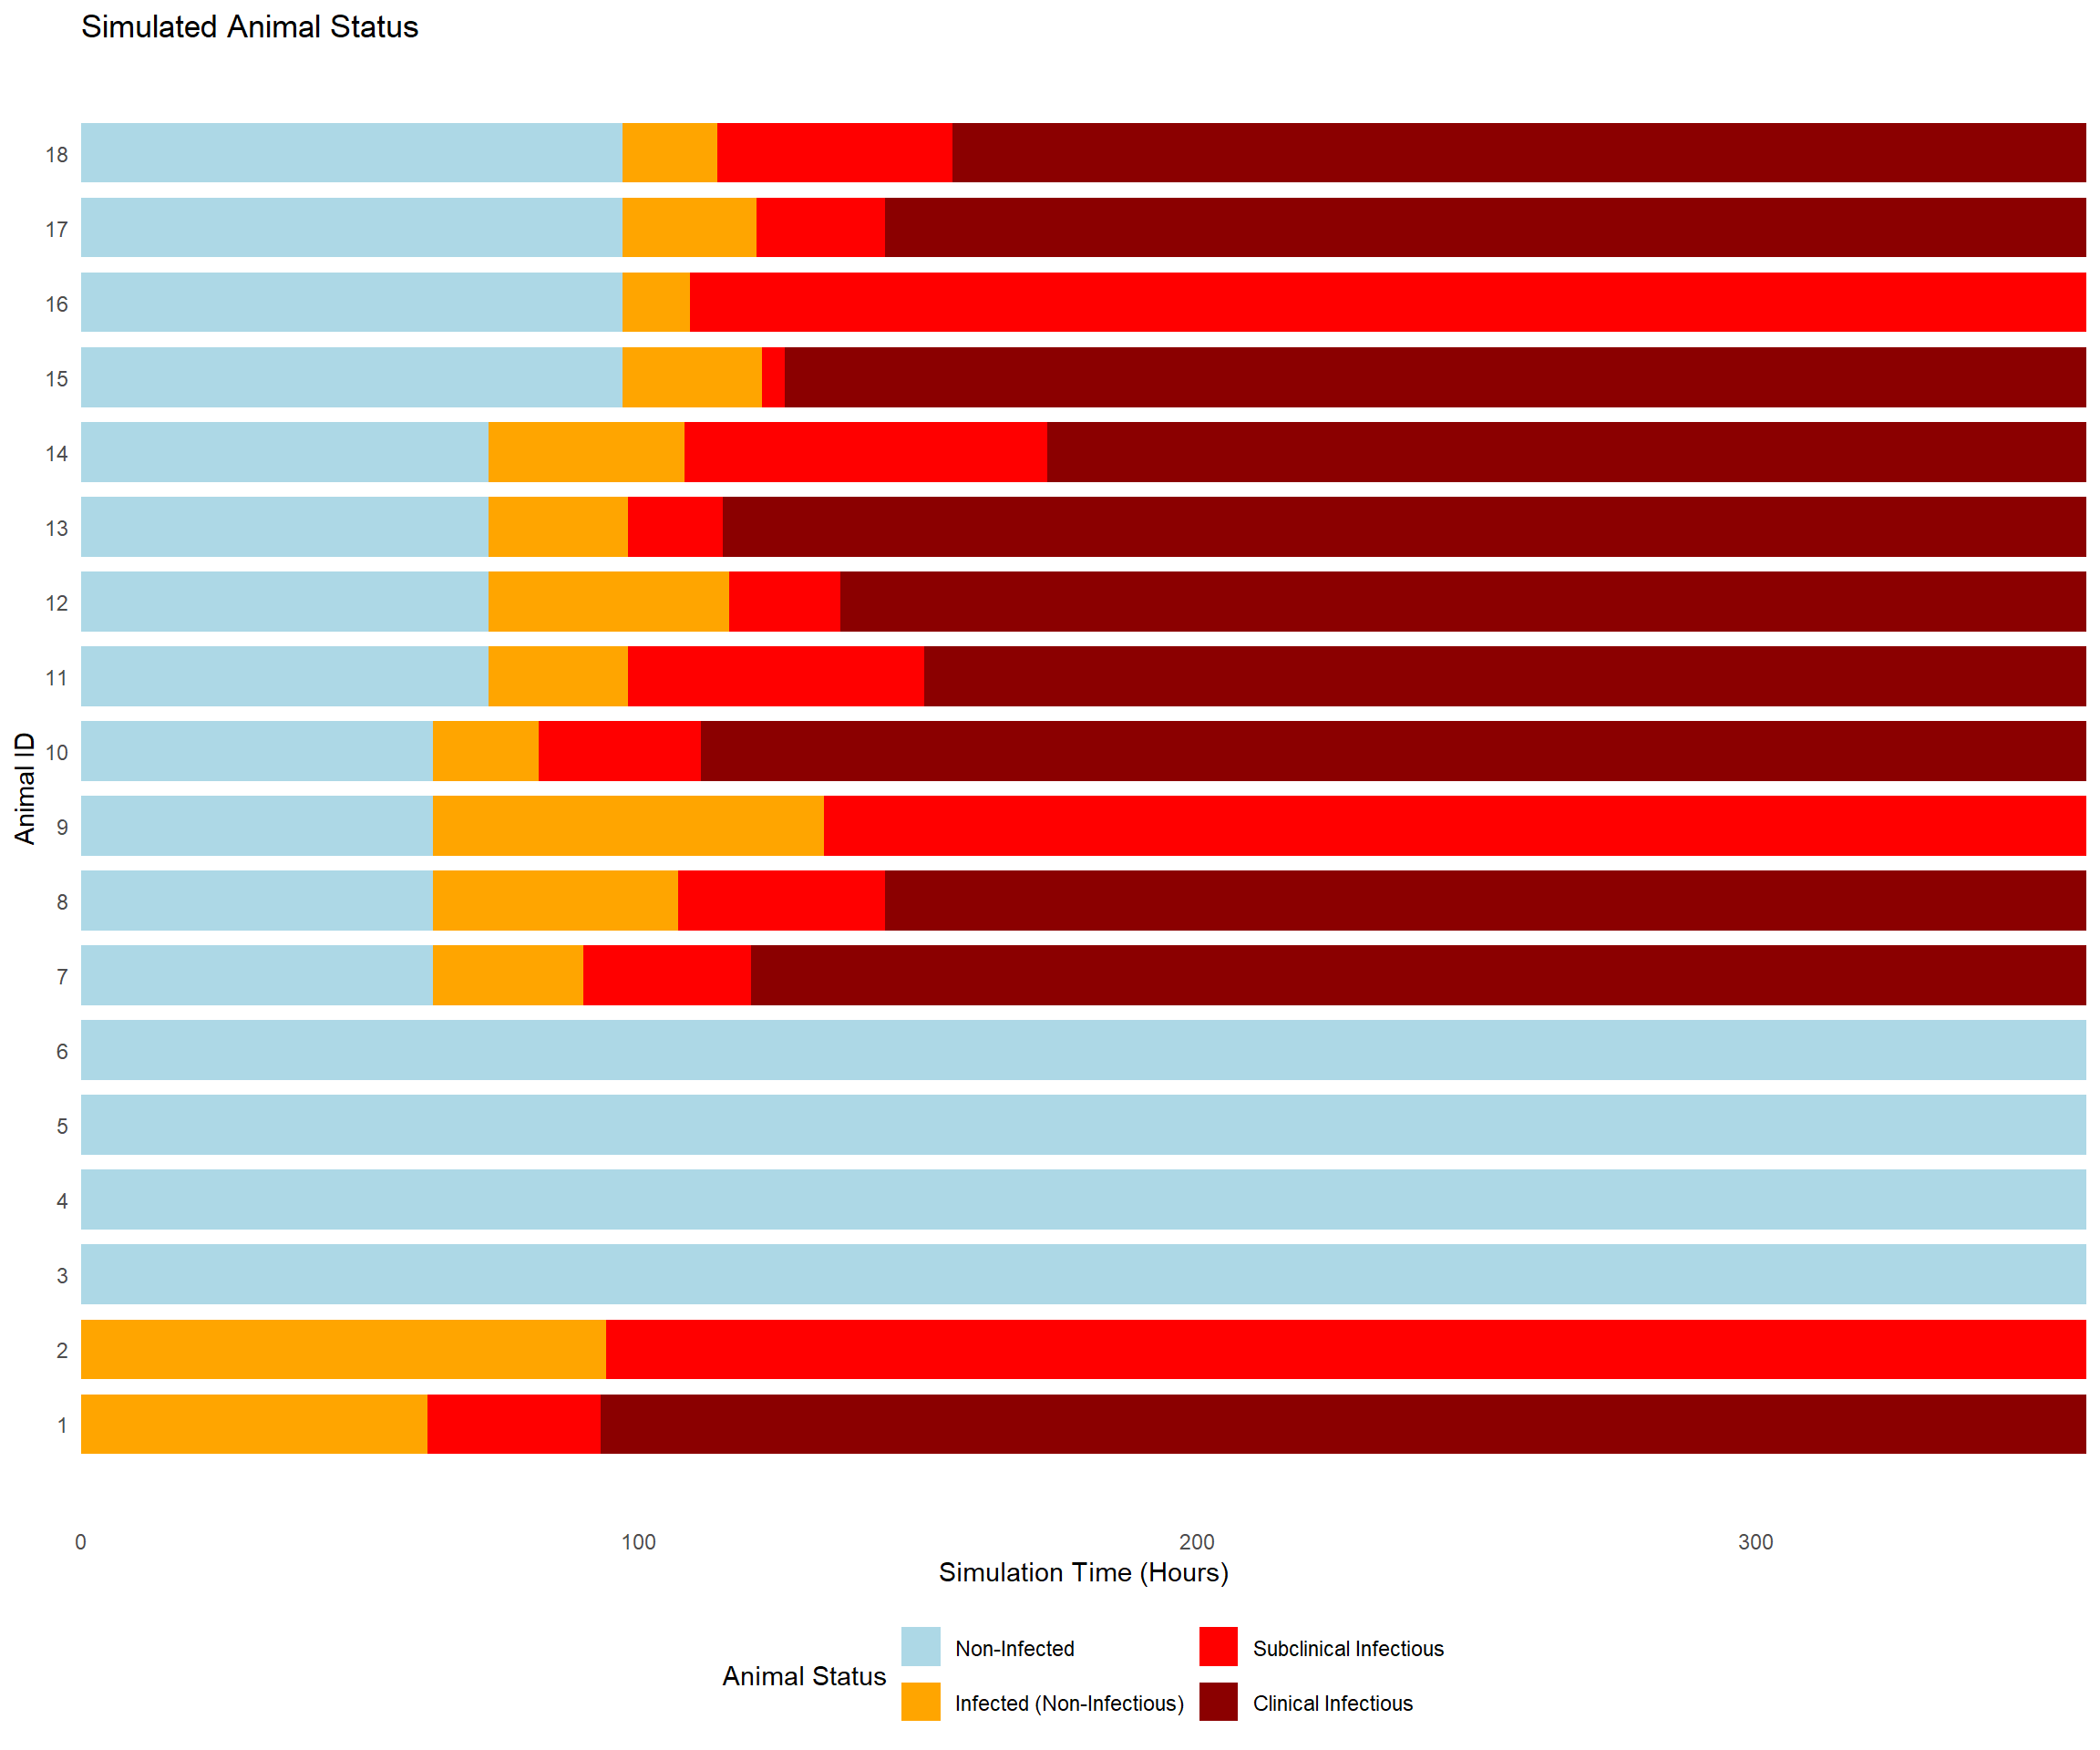 Simulated Animal Status
18
17
16
15
14
13
12
11
10
9
8
7
6
5
4
3
2
1
Animal ID
0 100 200 300
Simulation Time (Hours)
Animal Status
Non-Infected
Infected (Non-Infectious)
Subclinical Infectious
Clinical Infectious